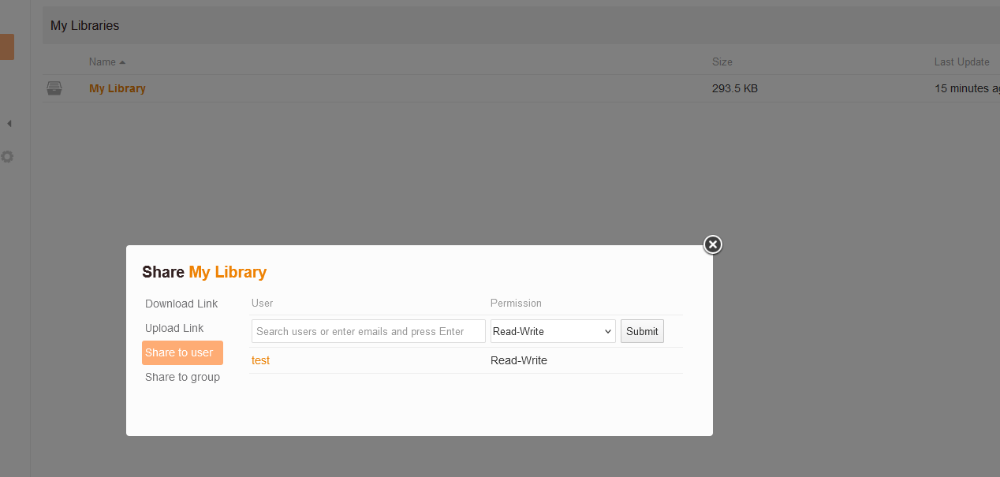 My Libraries
Name Size Last Update
My Library 293.5 KB 15 minutes
Share My Library
Download Link
Upload Link
Share to user
Share to group
User Permission
Search users or enter emails and press Enter Read-Write Submit
test Read-Write